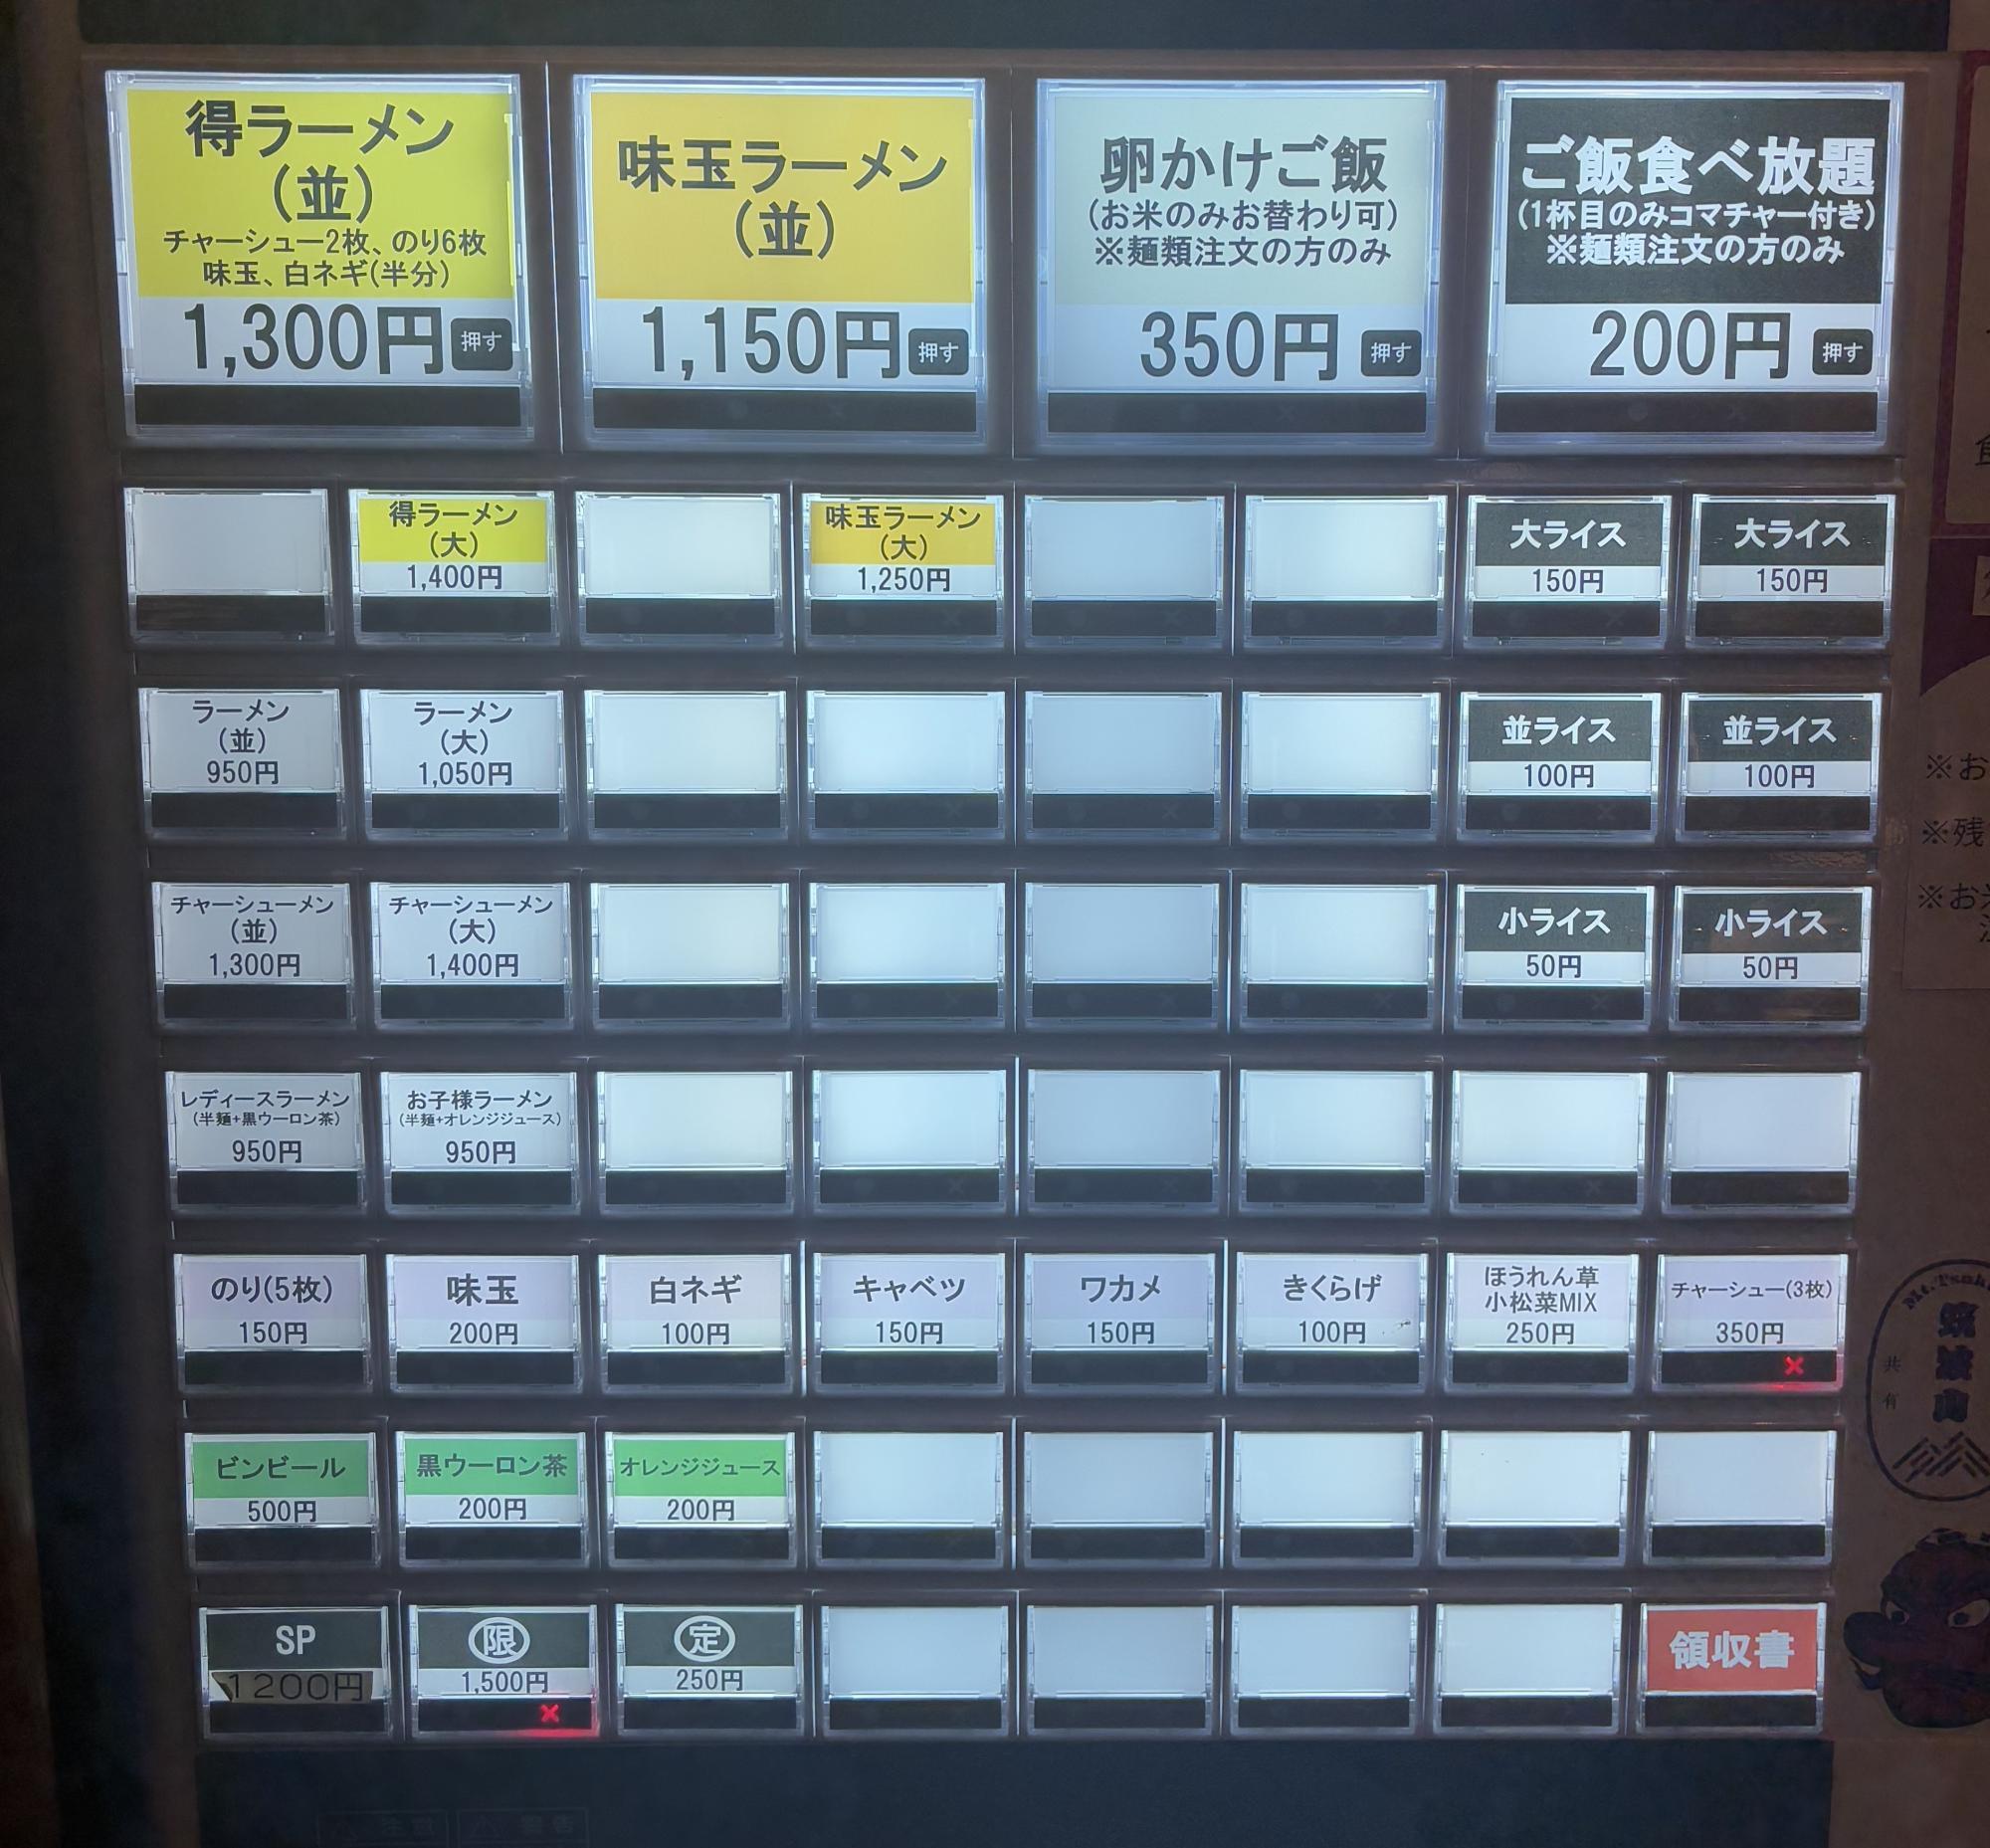 得ラーメン
(並)
チャーシュー2枚、のり6枚
味玉、白ネギ(半分)
1,300円
押す
味玉ラーメン
(並)
1,150円
押す
卵かけご飯
(お米のみお替わり可)
※麺類注文の方のみ
350円
押す
ご飯食べ放題
(1杯目のみコマチャー付き)
※麺類注文の方のみ
200円
押す
得ラーメン
(大)
1,400円
味玉ラーメン
(大)
1,250円
大ライス
150円
大ライス
150円
ラーメン
(並)
950円
ラーメン
(大)
1,050円
並ライス
100円
並ライス
100円
チャーシューメン
(並)
1,300円
チャーシューメン
(大)
1,400円
小ライス
50円
小ライス
50円
レディースラーメン
(半麺+黒ウーロン茶)
950円
お子様ラーメン
(半麺+オレンジジュース)
950円
のり(5枚)
150円
味玉
200円
白ネギ
100円
キャベツ
150円
ワカメ
150円
きくらげ
100円
ほうれん草
小松菜MIX
250円
チャーシュー(3枚)
350円
×
ビンビール
500円
黒ウーロン茶
200円
オレンジジュース
200円
SP
1200円
限
1,500円
×
定
250円
領収書
※お
※残
※お
筑波山
共有